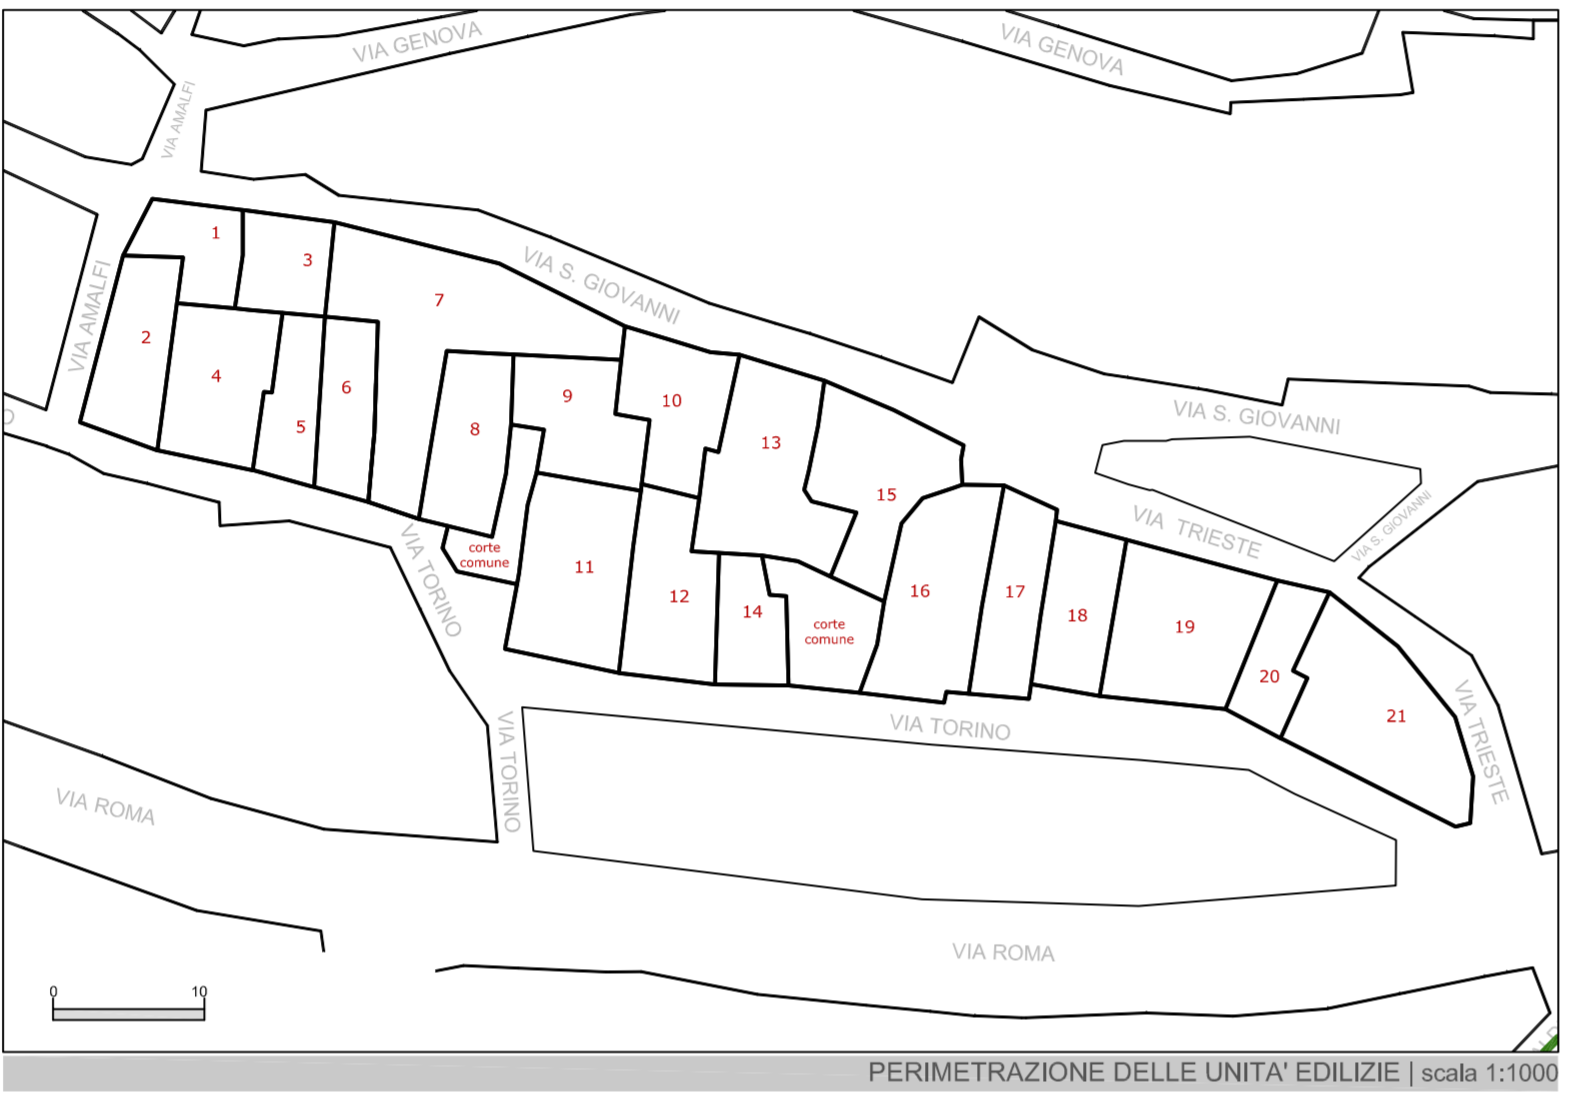 VIA GENOVA
VIA GENOVA
VIA AMALFI
VIA S. GIOVANNI
VIA AMALFI
1
3
7
2
4
6
5
8
9
10
13
15
VIA S. GIOVANNI
VIA TRIESTE
VIA S. GIOVANNI
O
VIA TORINO
corte
comune
11
12
14
corte
comune
16
17
18
19
20
21
VIA TORINO
VIA TORINO
VIA TRIESTE
VIA ROMA
VIA ROMA
0 10
PERIMETRAZIONE DELLE UNITA' EDILIZIE | scala 1:1000